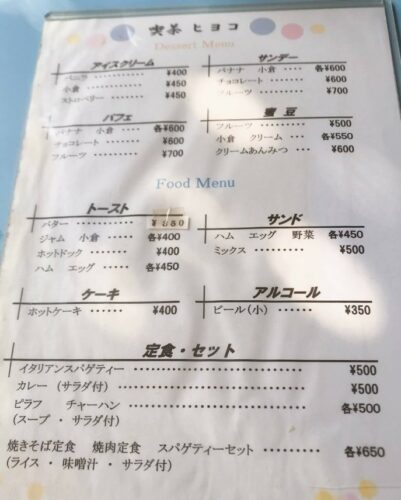 喫茶 ヒヨコ
Dessert Menu
アイスクリーム
バニラ ・・・・・・・・・・ ¥400
小倉 ・・・・・・・・・・ ¥450
ストロベリー ・・・・・・ ¥450
サンデー
バナナ 小倉 ・・・・ 各¥600
チョコレート ・・・・・・ ¥600
フルーツ ・・・・・・・・ ¥700
パフェ
バナナ 小倉 ・・・・ 各¥600
チョコレート ・・・・・・ ¥600
フルーツ ・・・・・・・・ ¥700
蜜 豆
フルーツ ・・・・・・・・ ¥500
小倉 クリーム ・・・・ 各¥550
クリームあんみつ ・・・ ¥600
Food Menu
トースト
バター ・・・・・・・・
ジャム 小倉 ・・・・・ 各¥400
ホットドック ・・・・・・ ¥400
ハム エッグ ・・・・・ 各¥450
サンド
ハム エッグ 野菜 各¥450
ミックス ・・・・・・・・・ ¥500
ケーキ
ホットケーキ ・・・・・・ ¥400
アルコール
ビール(小) ・・・・・・・ ¥350
定食・セット
イタリアンスパゲティー ・・・・・・・・・・・・・・・・・・・・ ¥500
カレー (サラダ付) ・・・・・・・・・・・・・・・・・・・・・・ ¥500
ピラフ チャーハン ・・・・・・・・・・・・・・・・・・・・ 各¥500
(スープ ・ サラダ付)
焼きそば定食 焼肉定食 スパゲティーセット ・・・・・・・・ 各¥650
(ライス ・ 味噌汁 ・ サラダ付)